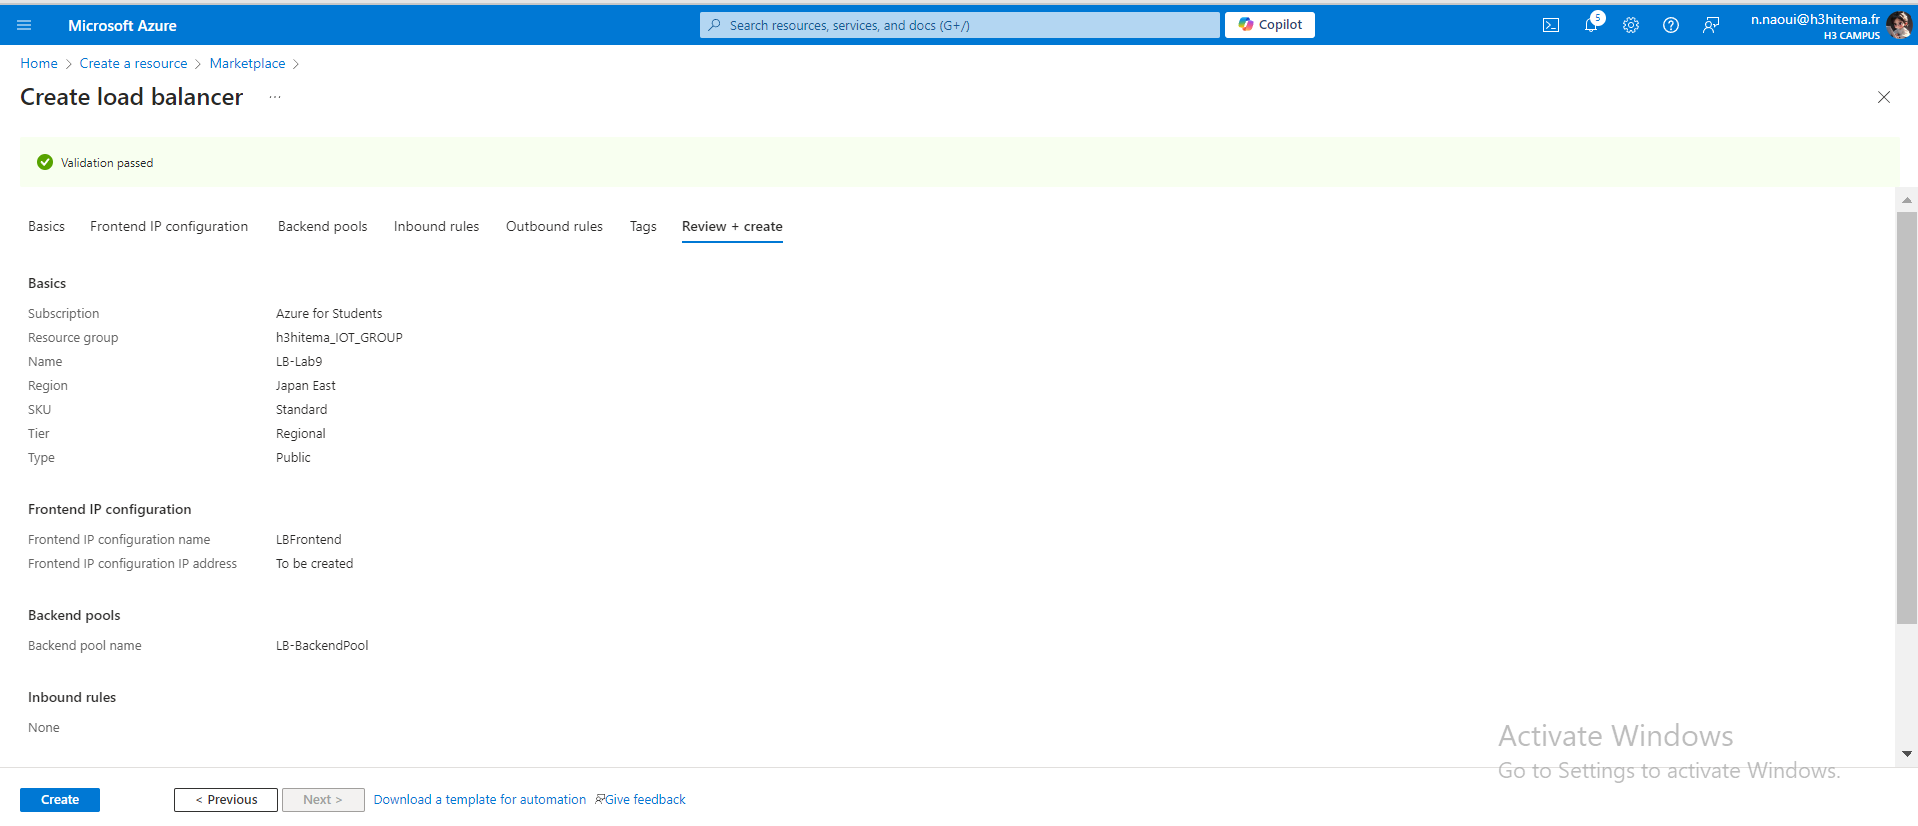 Microsoft Azure
Search resources, services, and docs (G+/)
Copilot
5
n.naoui@h3hitema.fr
H3 CAMPUS
Home > Create a resource > Marketplace >
Create load balancer ...
Validation passed
Basics Frontend IP configuration Backend pools Inbound rules Outbound rules Tags Review + create
Basics
Subscription Azure for Students
Resource group h3hitema_IOT_GROUP
Name LB-Lab9
Region Japan East
SKU Standard
Tier Regional
Type Public
Frontend IP configuration
Frontend IP configuration name LBFrontend
Frontend IP configuration IP address To be created
Backend pools
Backend pool name LB-BackendPool
Inbound rules
None
Activate Windows
Go to Settings to activate Windows.
Create < Previous Next > Download a template for automation Give feedback